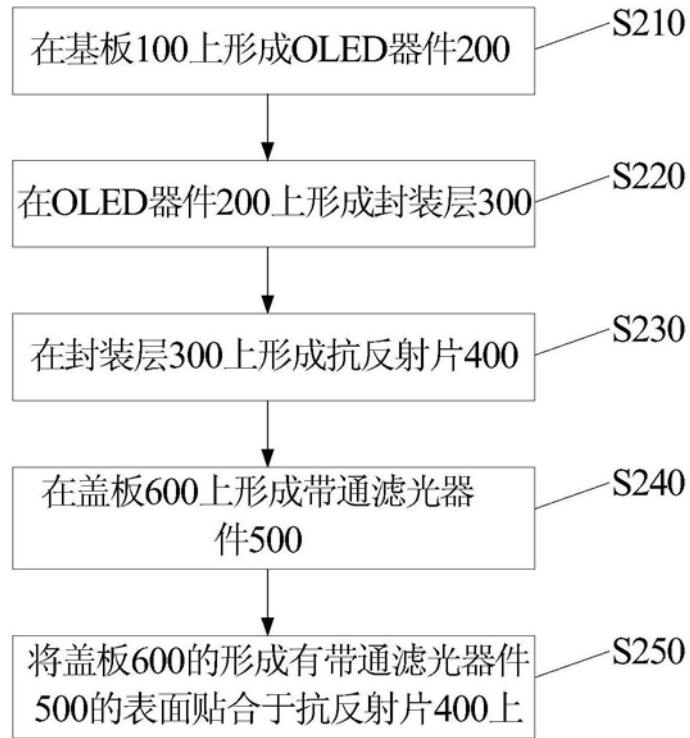 在基板100上形成OLED器件200
S210
在OLED器件200上形成封装层300
S220
在封装层300上形成抗反射片400
S230
在盖板600上形成带通滤光器
件500
S240
将盖板600的形成有带通滤光器件
500的表面贴合于抗反射片400上
S250